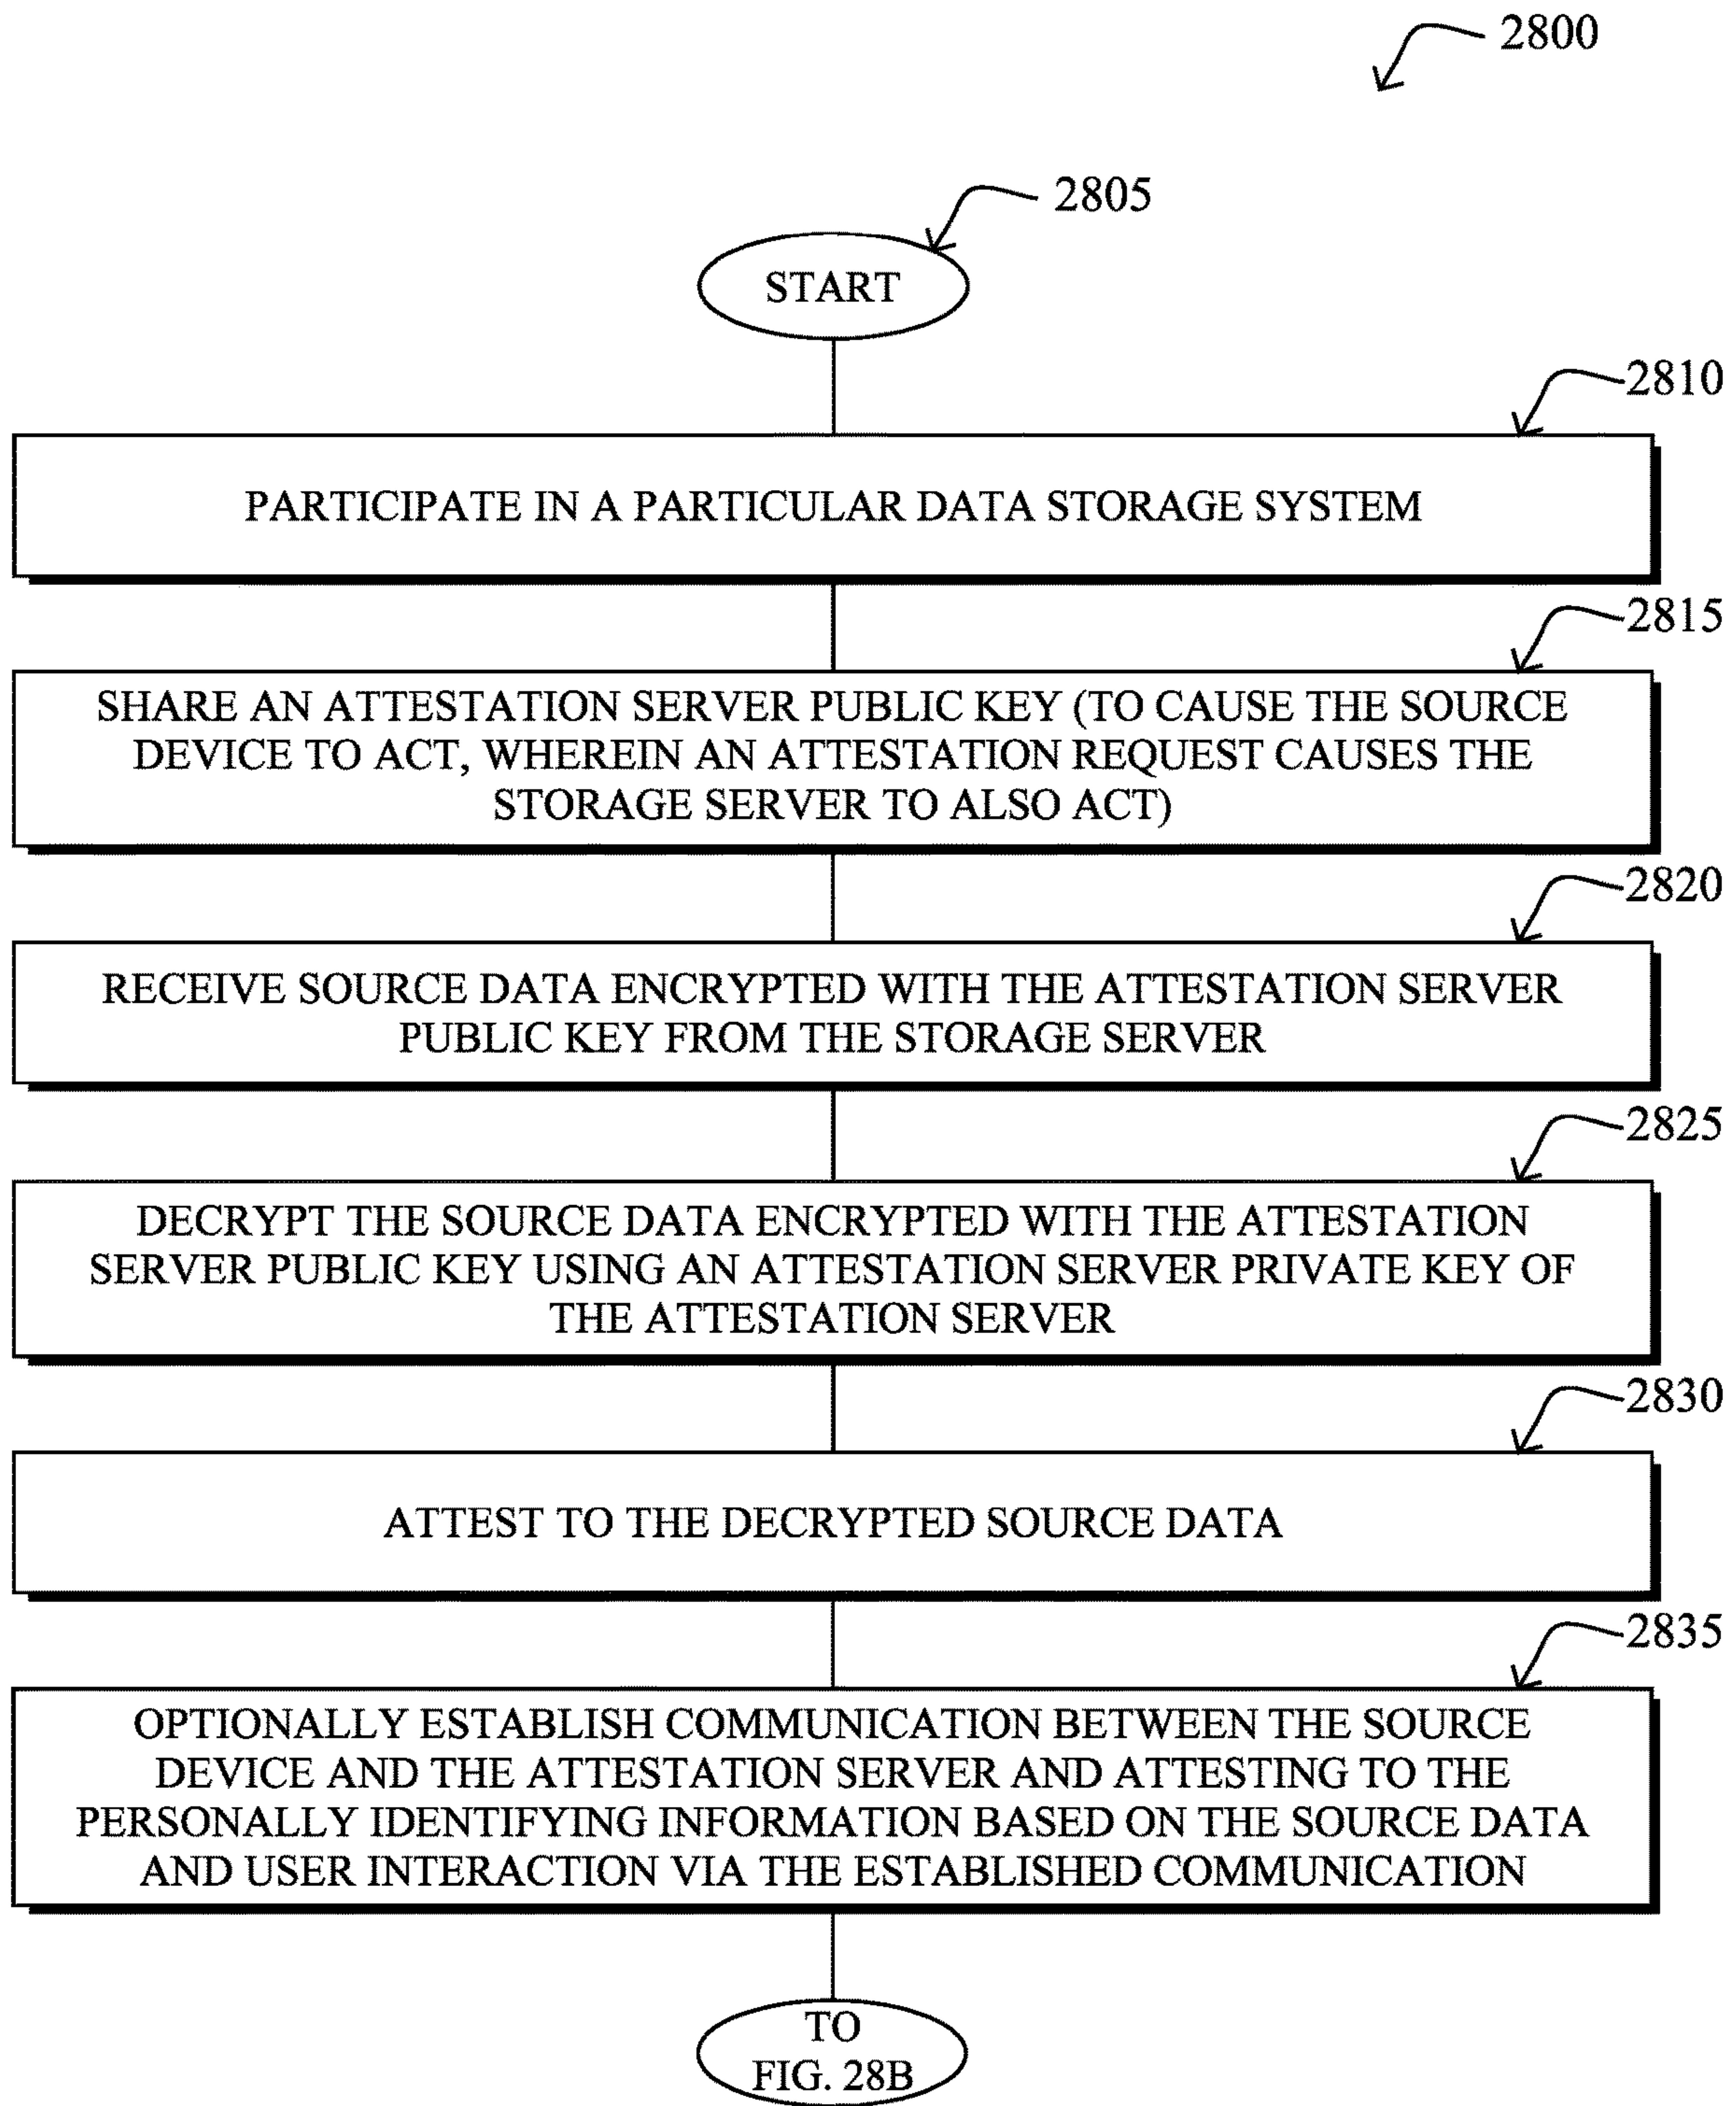 2800
2805
START
2810
PARTICIPATE IN A PARTICULAR DATA STORAGE SYSTEM
2815
SHARE AN ATTESTATION SERVER PUBLIC KEY (TO CAUSE THE SOURCE
DEVICE TO ACT, WHEREIN AN ATTESTATION REQUEST CAUSES THE
STORAGE SERVER TO ALSO ACT)
2820
RECEIVE SOURCE DATA ENCRYPTED WITH THE ATTESTATION SERVER
PUBLIC KEY FROM THE STORAGE SERVER
2825
DECRYPT THE SOURCE DATA ENCRYPTED WITH THE ATTESTATION
SERVER PUBLIC KEY USING AN ATTESTATION SERVER PRIVATE KEY OF
THE ATTESTATION SERVER
2830
ATTEST TO THE DECRYPTED SOURCE DATA
2835
OPTIONALLY ESTABLISH COMMUNICATION BETWEEN THE SOURCE
DEVICE AND THE ATTESTATION SERVER AND ATTESTING TO THE
PERSONALLY IDENTIFYING INFORMATION BASED ON THE SOURCE DATA
AND USER INTERACTION VIA THE ESTABLISHED COMMUNICATION
TO
FIG. 28B